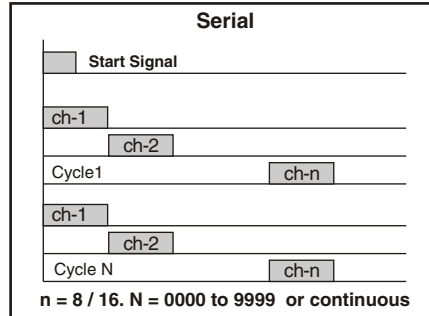 Serial
Start Signal
ch-1
ch-2
Cycle1 ch-n
ch-1
ch-2
Cycle N ch-n
n = 8 / 16. N = 0000 to 9999 or continuous